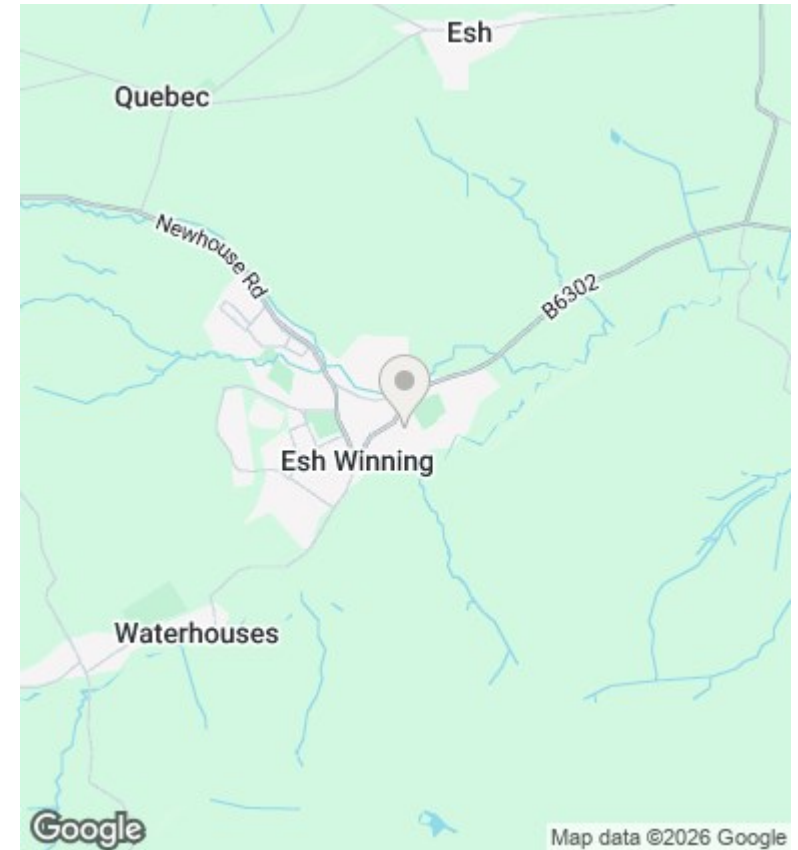 Esh
Quebec
Newhouse Rd
B6302
Esh Winning
Waterhouses
Google
Map data ©2026 Google